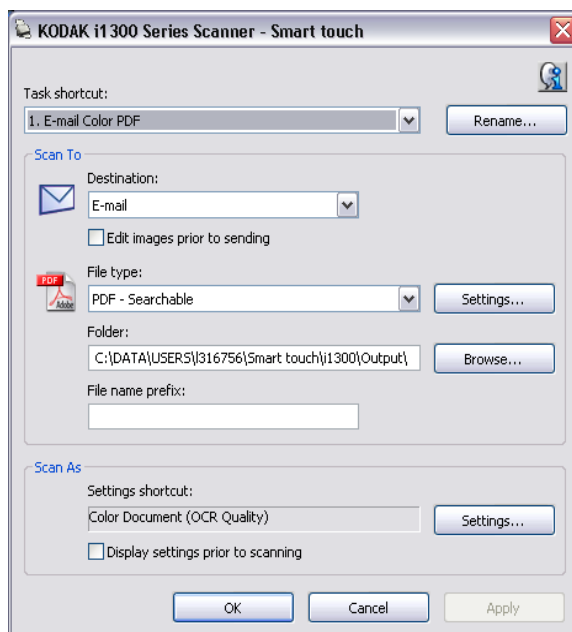 KODAK i1300 Series Scanner - Smart touch
Task shortcut:
1. E-mail Color PDF
Rename...
Scan To
Destination:
E-mail
Edit images prior to sending
PDF
Adobe
File type:
PDF - Searchable
Settings...
Folder:
C:\DATA\USERS\l316756\Smart touch\i1300\Output\
Browse...
File name prefix:
Scan As
Settings shortcut:
Color Document (OCR Quality)
Settings...
Display settings prior to scanning
OK
Cancel
Apply